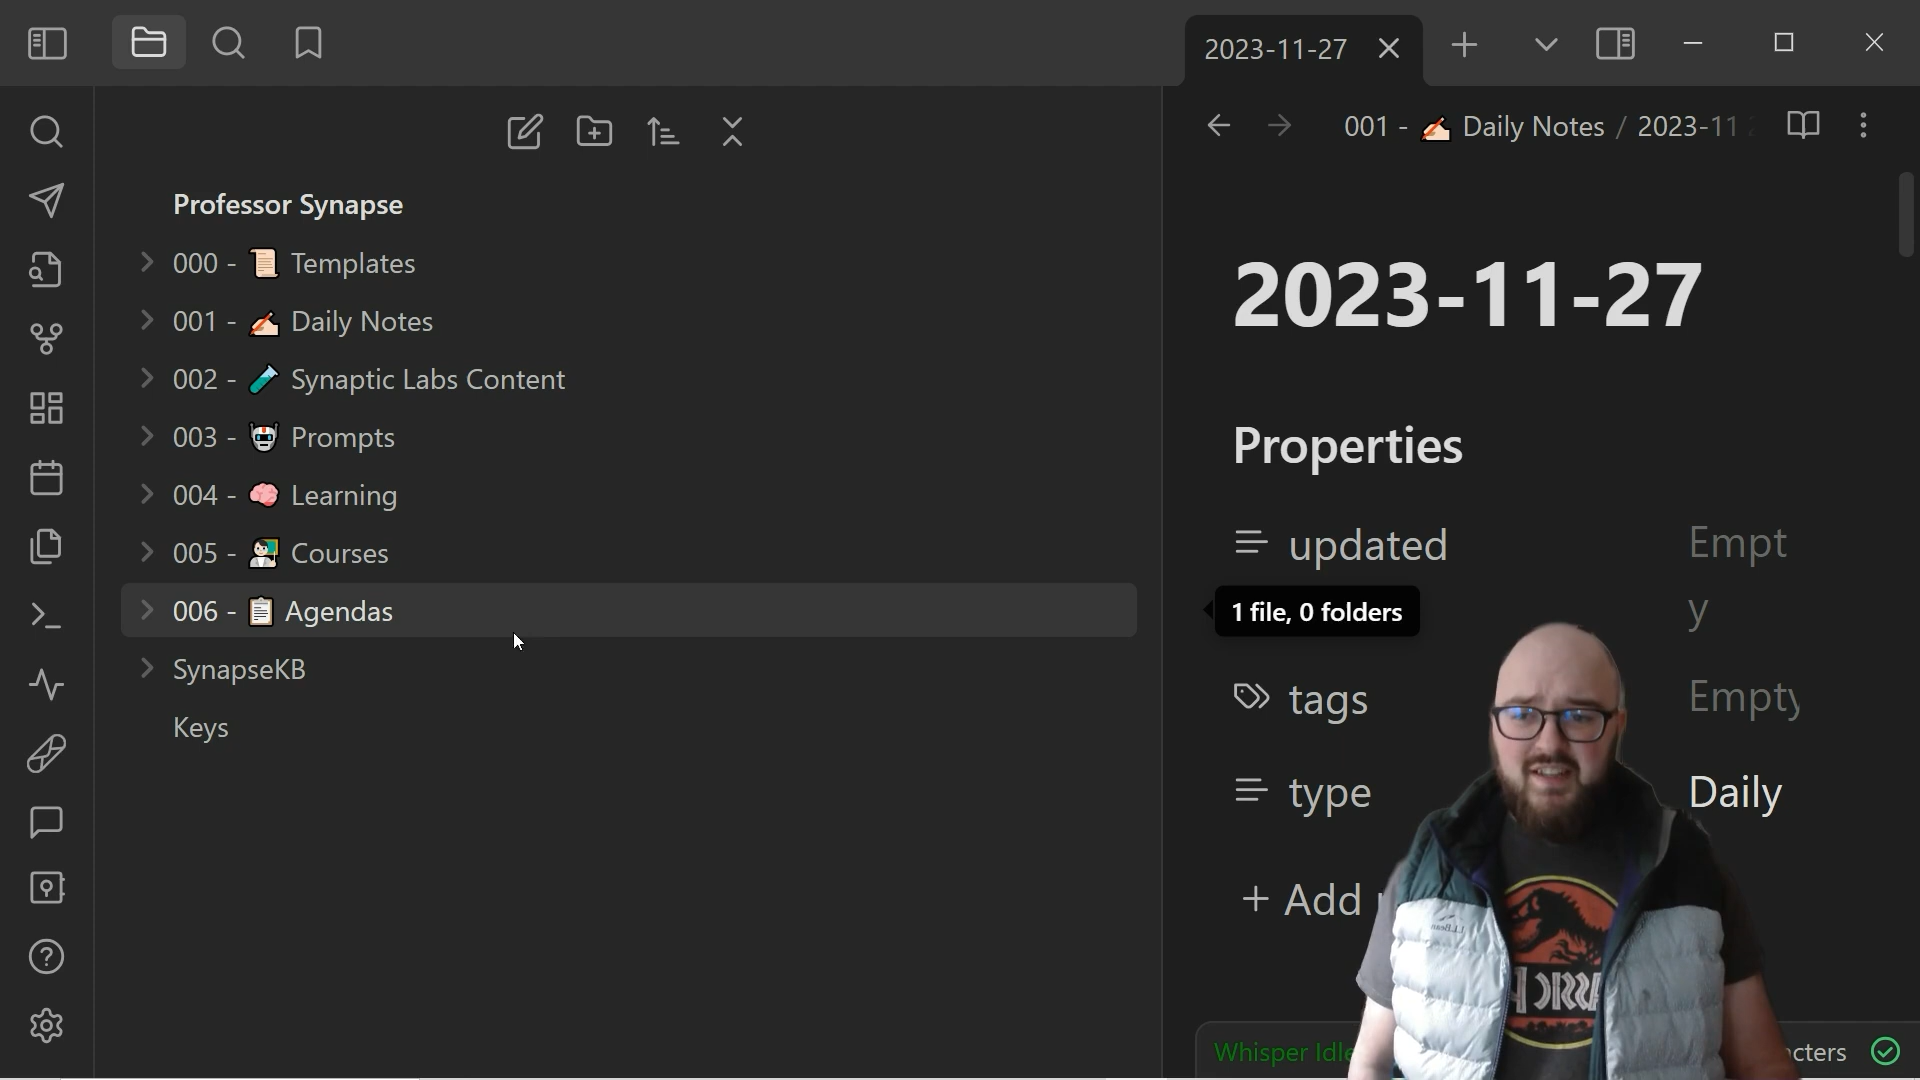 2023-11-27
001 - ✍🏻 Daily Notes / 2023-11
Professor Synapse
000 - 📜 Templates
001 - ✍🏻 Daily Notes
002 - 🧪 Synaptic Labs Content
003 - 🤖 Prompts
004 - 🧠 Learning
005 - 🧑🏻‍🏫 Courses
006 - 📋 Agendas
SynapseKB
Keys
2023-11-27
Properties
updated
Empt
y
1 file, 0 folders
tags
Empty
type
Daily
+ Add
L.L.Bean
Whisper Idle